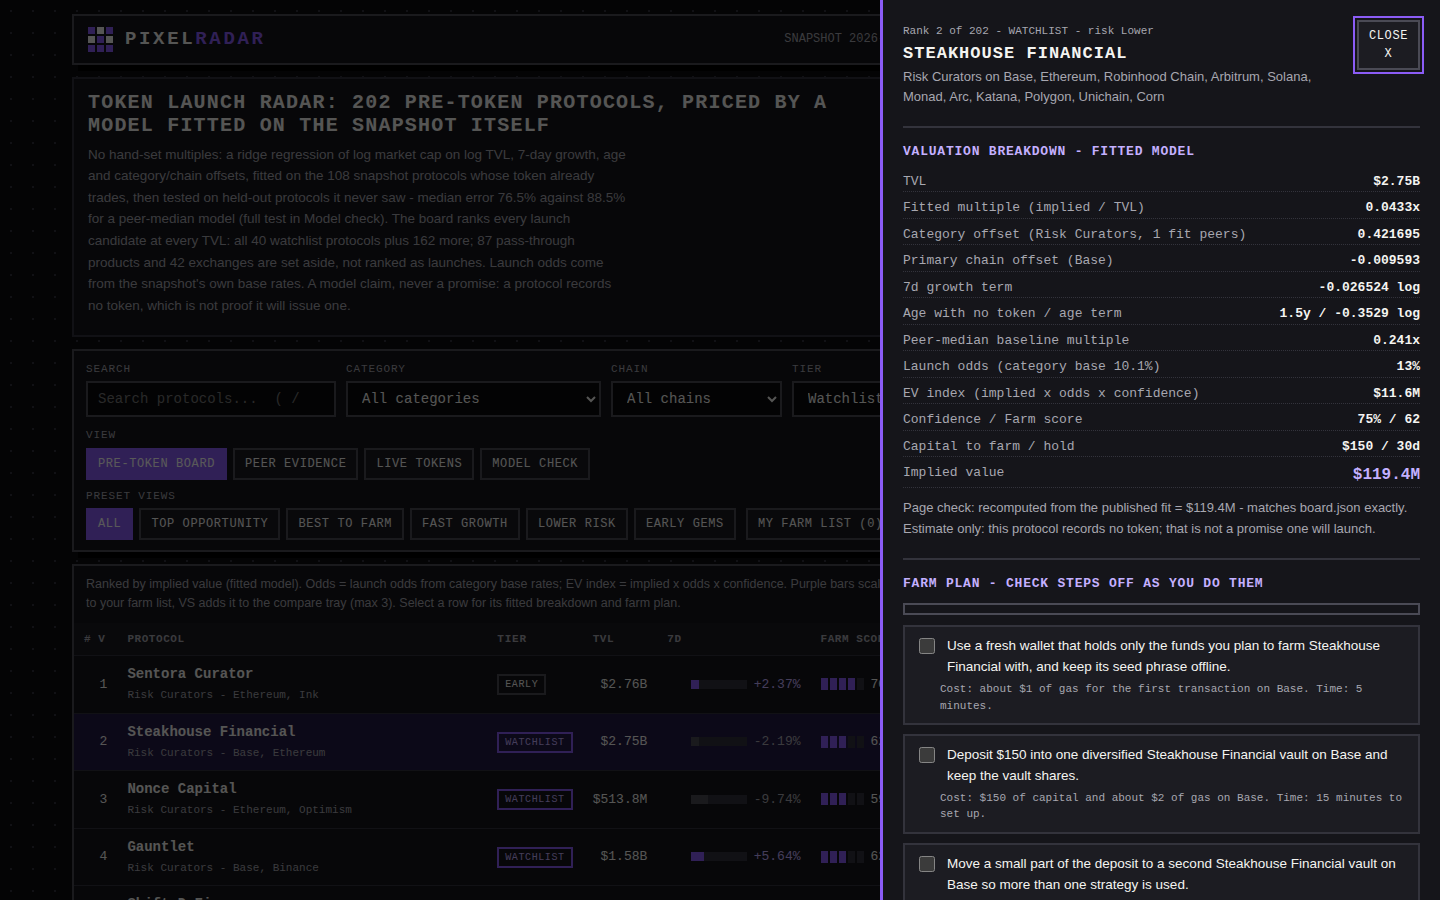 PIXELRADAR
SNAPSHOT 2026
TOKEN LAUNCH RADAR: 202 PRE-TOKEN PROTOCOLS, PRICED BY A
MODEL FITTED ON THE SNAPSHOT ITSELF
No hand-set multiples: a ridge regression of log market cap on log TVL, 7-day growth, age
and category/chain offsets, fitted on the 108 snapshot protocols whose token already
trades, then tested on held-out protocols it never saw - median error 76.5% against 88.5%
for a peer-median model (full test in Model check). The board ranks every launch
candidate at every TVL: all 40 watchlist protocols plus 162 more; 87 pass-through
products and 42 exchanges are set aside, not ranked as launches. Launch odds come
from the snapshot's own base rates. A model claim, never a promise: a protocol records
no token, which is not proof it will issue one.
SEARCH
CATEGORY
CHAIN
TIER
Search protocols... ( /
All categories
All chains
Watchlist
VIEW
PRE-TOKEN BOARD
PEER EVIDENCE
LIVE TOKENS
MODEL CHECK
PRESET VIEWS
ALL
TOP OPPORTUNITY
BEST TO FARM
FAST GROWTH
LOWER RISK
EARLY GEMS
MY FARM LIST (0)
Ranked by implied value (fitted model). Odds = launch odds from category base rates; EV index = implied x odds x confidence. Purple bars
to your farm list, VS adds it to the compare tray (max 3). Select a row for its fitted breakdown and farm plan.
# V PROTOCOL TIER TVL 7D FARM
1 Sentora Curator EARLY $2.76B +2.37%
Risk Curators - Ethereum, Ink
2 Steakhouse Financial WATCHLIST $2.75B -2.19%
Risk Curators - Base, Ethereum
3 Nonce Capital WATCHLIST $513.8M -9.74%
Risk Curators - Ethereum, Optimism
4 Gauntlet WATCHLIST $1.58B +5.64%
Risk Curators - Base, Binance
Rank 2 of 202 - WATCHLIST - risk Lower
STEAKHOUSE FINANCIAL
Risk Curators on Base, Ethereum, Robinhood Chain, Arbitrum, Solana,
Monad, Arc, Katana, Polygon, Unichain, Corn
CLOSE
X
VALUATION BREAKDOWN - FITTED MODEL
TVL $2.75B
Fitted multiple (implied / TVL) 0.0433x
Category offset (Risk Curators, 1 fit peers) 0.421695
Primary chain offset (Base) -0.009593
7d growth term -0.026524 log
Age with no token / age term 1.5y / -0.3529 log
Peer-median baseline multiple 0.241x
Launch odds (category base 10.1%) 13%
EV index (implied x odds x confidence) $11.6M
Confidence / Farm score 75% / 62
Capital to farm / hold $150 / 30d
Implied value $119.4M
Page check: recomputed from the published fit = $119.4M - matches board.json exactly.
Estimate only: this protocol records no token; that is not a promise one will launch.
FARM PLAN - CHECK STEPS OFF AS YOU DO THEM
Use a fresh wallet that holds only the funds you plan to farm Steakhouse
Financial with, and keep its seed phrase offline.
Cost: about $1 of gas for the first transaction on Base. Time: 5
minutes.
Deposit $150 into one diversified Steakhouse Financial vault on Base and
keep the vault shares.
Cost: $150 of capital and about $2 of gas on Base. Time: 15 minutes to
set up.
Move a small part of the deposit to a second Steakhouse Financial vault on
Base so more than one strategy is used.